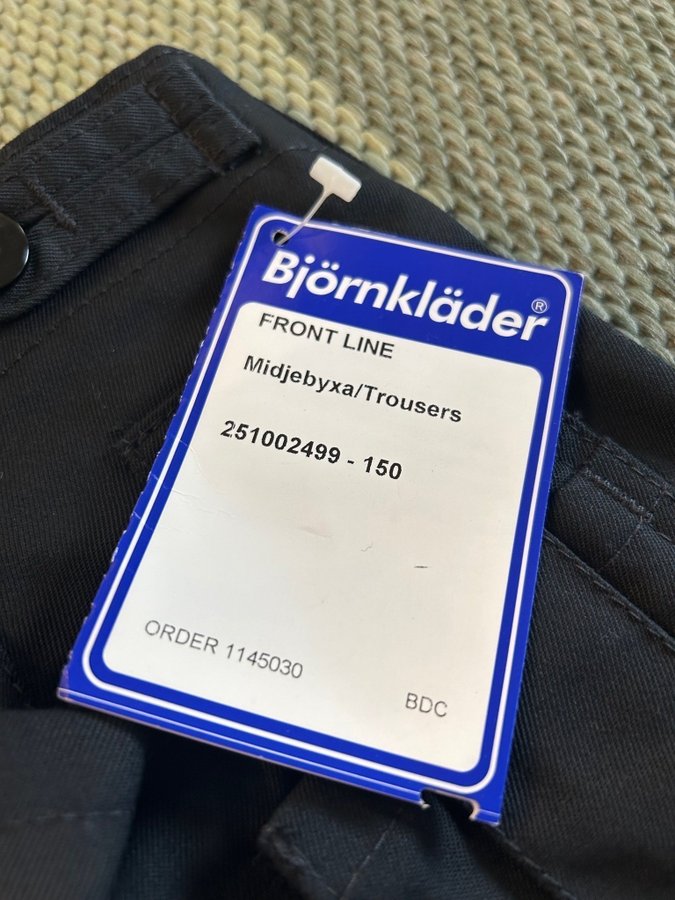 Björnkläder®
FRONT LINE
Midjebyxa/Trousers
251002499 - 150
ORDER 1145030
BDC